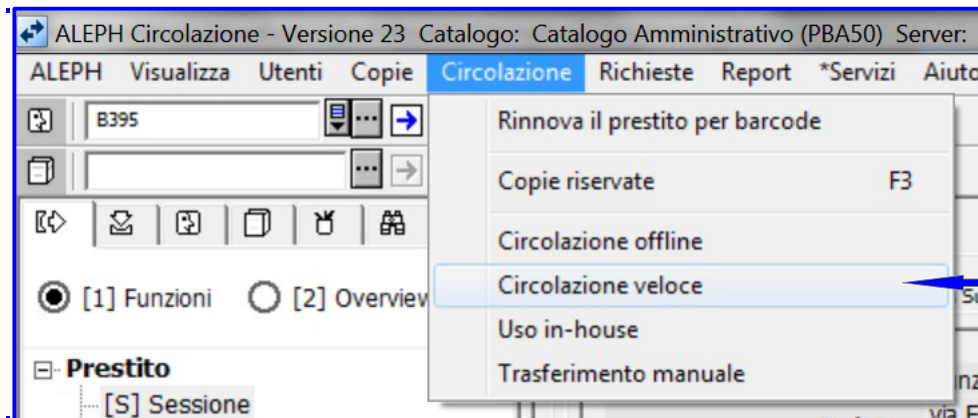 ALEPH Circolazione - Versione 23 Catalogo: Catalogo Amministrativo (PBA50) Server:
ALEPH Visualizza Utenti Copie Circolazione Richieste Report *Servizi Aiuto
B395
Rinnova il prestito per barcode
Copie riservate F3
Circolazione offline
[1] Funzioni [2] Overview
Circolazione veloce
Uso in-house
Prestito
Trasferimento manuale
[S] Sessione